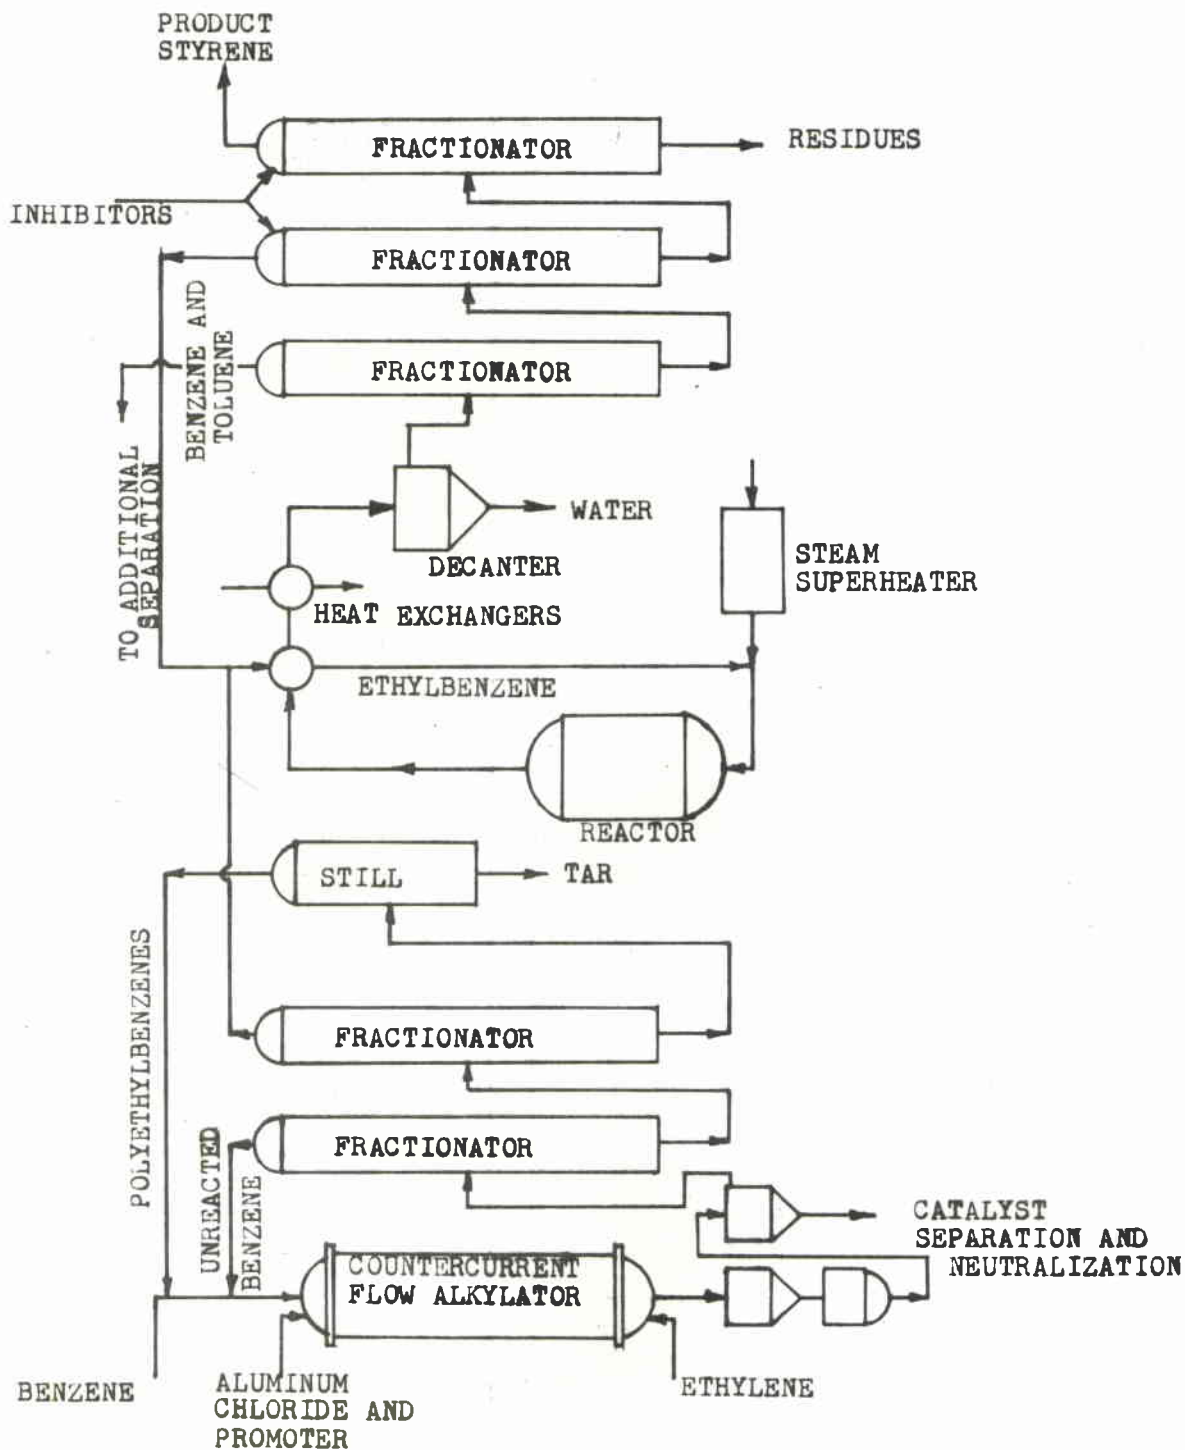 PRODUCT
STYRENE
FRACTIONATOR
RESIDUES
INHIBITORS
FRACTIONATOR
BENZENE AND
TOLUENE
FRACTIONATOR
TO ADDITIONAL
SEPARATION
WATER
DECANTER
STEAM
SUPERHEATER
HEAT EXCHANGERS
ETHYLBENZENE
REACTOR
STILL
TAR
POLYETHYLBENZENES
FRACTIONATOR
FRACTIONATOR
UNREACTED
BENZENE
CATALYST
SEPARATION AND
NEUTRALIZATION
COUNTERCURRENT
FLOW ALKYLATOR
BENZENE
ALUMINUM
CHLORIDE AND
PROMOTER
ETHYLENE